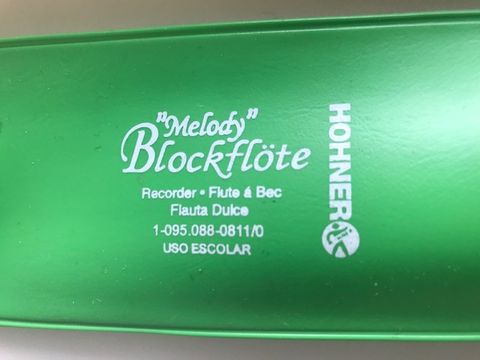 "Melody"
Blockflöte
Recorder • Flute á Bec
Flauta Dulce
1-095.088-0811/0
USO ESCOLAR
HOHNER